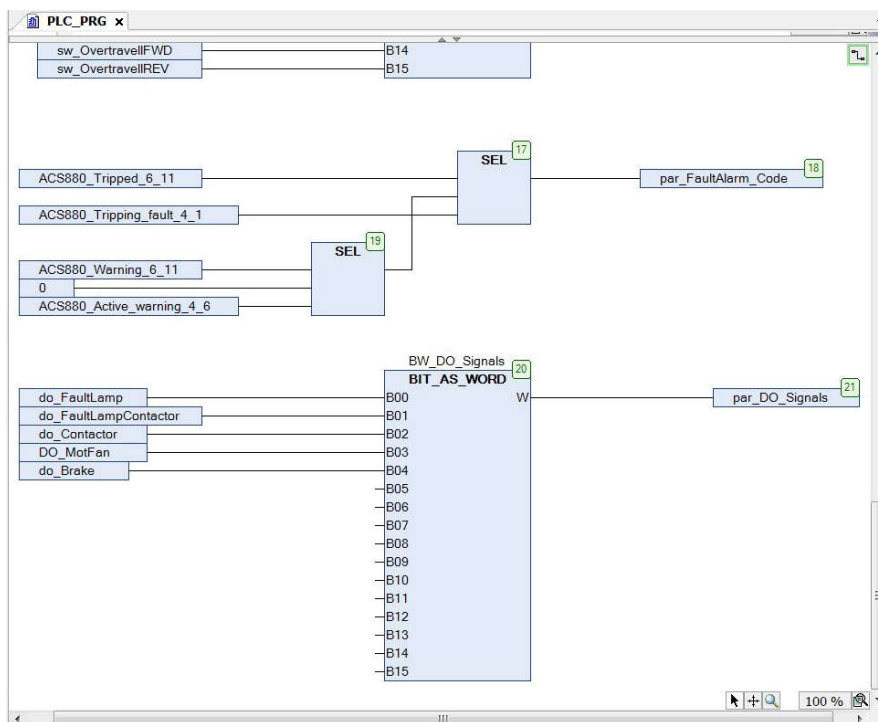 PLC_PRG
sw_OvertravellFWD B14
sw_OvertravellREV B15
17
SEL
18
ACS880_Tripped_6_11 par_FaultAlarm_Code
ACS880_Tripping_fault_4_1
19
SEL
ACS880_Warning_6_11
0
ACS880_Active_warning_4_6
BW_DO_Signals
20
BIT_AS_WORD
21
do_FaultLamp B00 W par_DO_Signals
do_FaultLampContactor B01
do_Contactor B02
DO_MotFan B03
do_Brake B04
B05
B06
B07
B08
B09
B10
B11
B12
B13
B14
B15
100 %